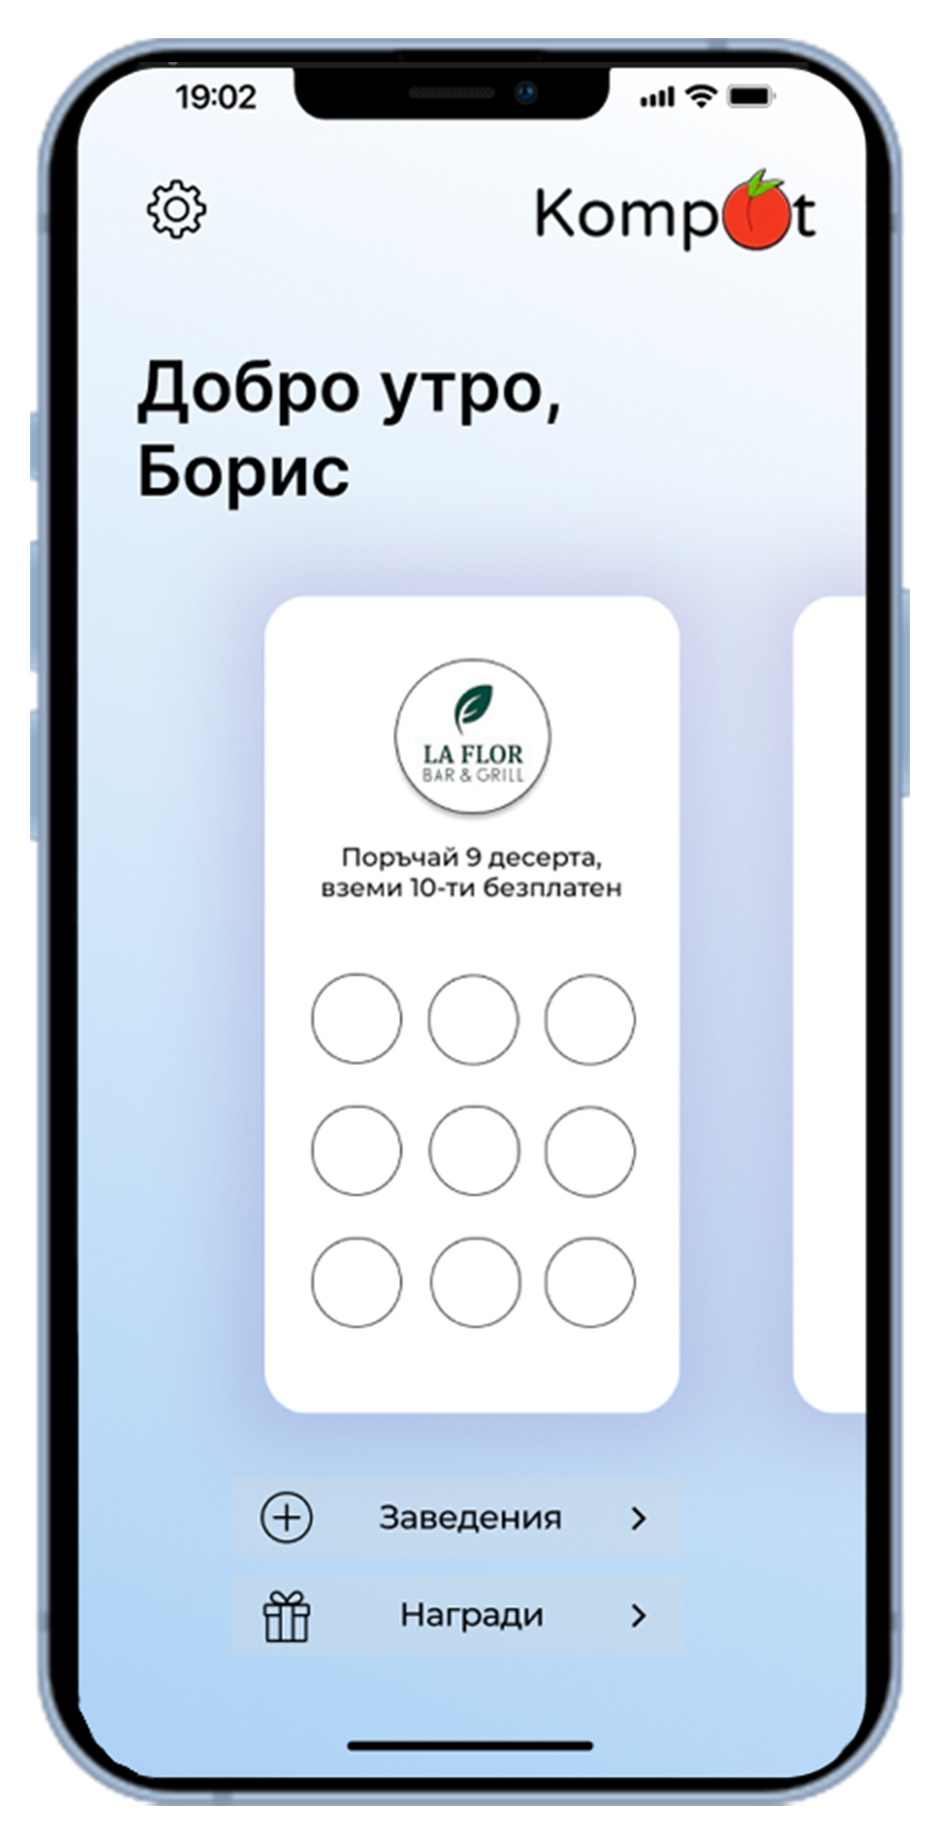 19:02
Kompot
Добро утро,
Борис
LA FLOR
BAR & GRILL
Поръчай 9 десерта,
вземи 10-ти безплатен
Заведения
Награди